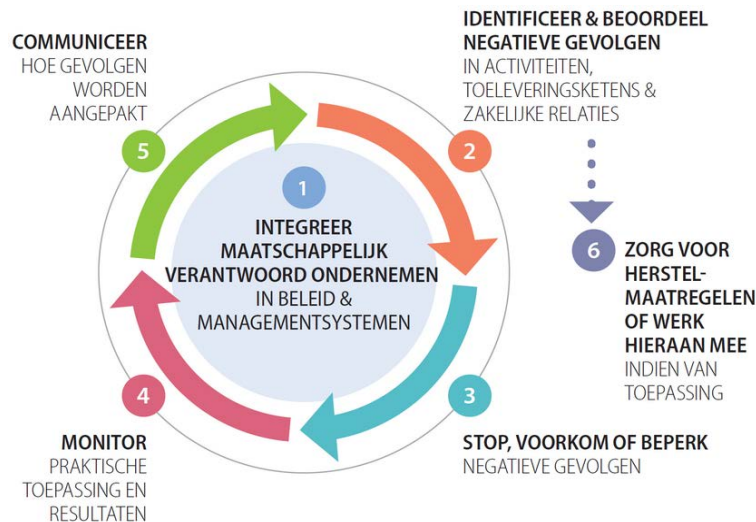 1
INTEGREER
MAATSCHAPPELIJK
VERANTWOORD ONDERNEMEN
IN BELEID &
MANAGEMENTSYSTEMEN
2
IDENTIFICEER & BEOORDEEL
NEGATIEVE GEVOLGEN
IN ACTIVITEITEN,
TOELEVERINGSKETENS &
ZAKELIJKE RELATIES
3
STOP, VOORKOM OF BEPERK
NEGATIEVE GEVOLGEN
4
MONITOR
PRAKTISCHE
TOEPASSING EN
RESULTATEN
5
COMMUNICEER
HOE GEVOLGEN
WORDEN
AANGEPAKT
6
ZORG VOOR
HERSTEL-
MAATREGELEN
OF WERK
HIERAAN MEE
INDIEN VAN
TOEPASSING